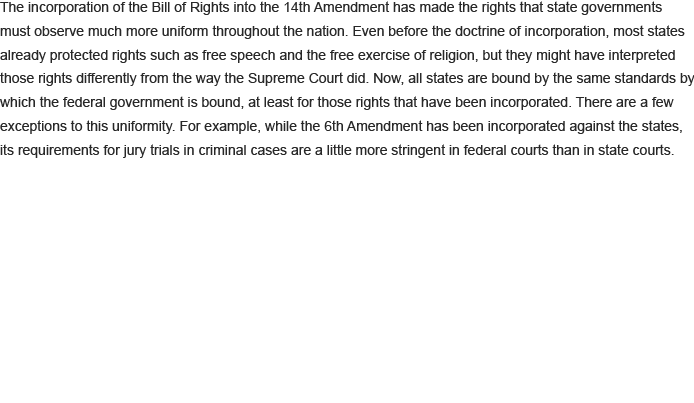 The incorporation of the Bill of Rights into the 14th Amendment has made the rights that state governments
must observe much more uniform throughout the nation. Even before the doctrine of incorporation, most states
already protected rights such as free speech and the free exercise of religion, but they might have interpreted
those rights differently from the way the Supreme Court did. Now, all states are bound by the same standards by
which the federal government is bound, at least for those rights that have been incorporated. There are a few
exceptions to this uniformity. For example, while the 6th Amendment has been incorporated against the states,
its requirements for jury trials in criminal cases are a little more stringent in federal courts than in state courts.